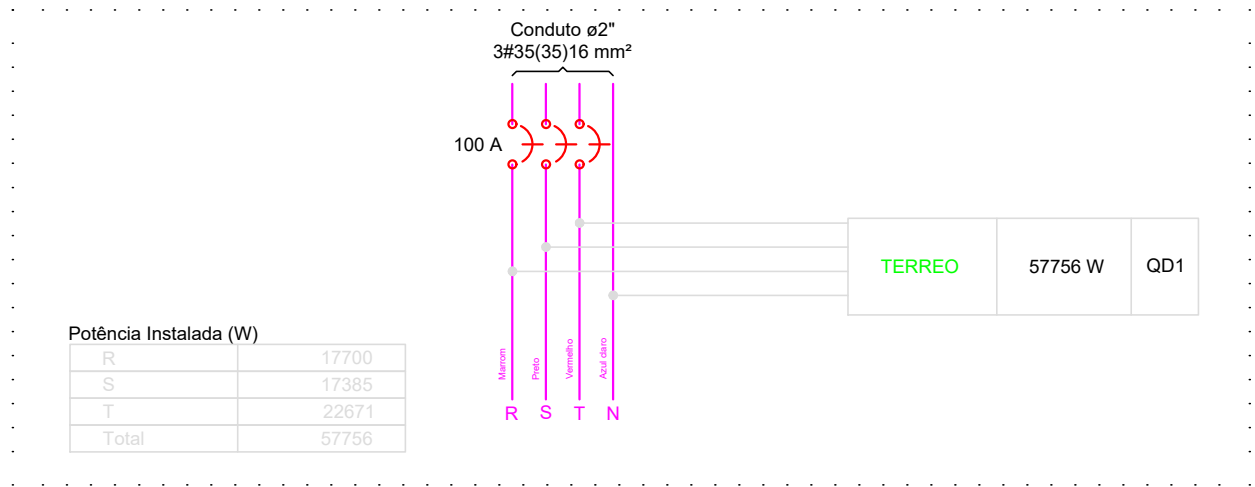 Conduto ø2"
3#35(35)16 mm²
100 A
TERREO 57756 W QD1
Potência Instalada (W)
R 17700
S 17385
T 22671
Total 57756
Marrom
Preto
Vermelho
Azul claro
R S T N